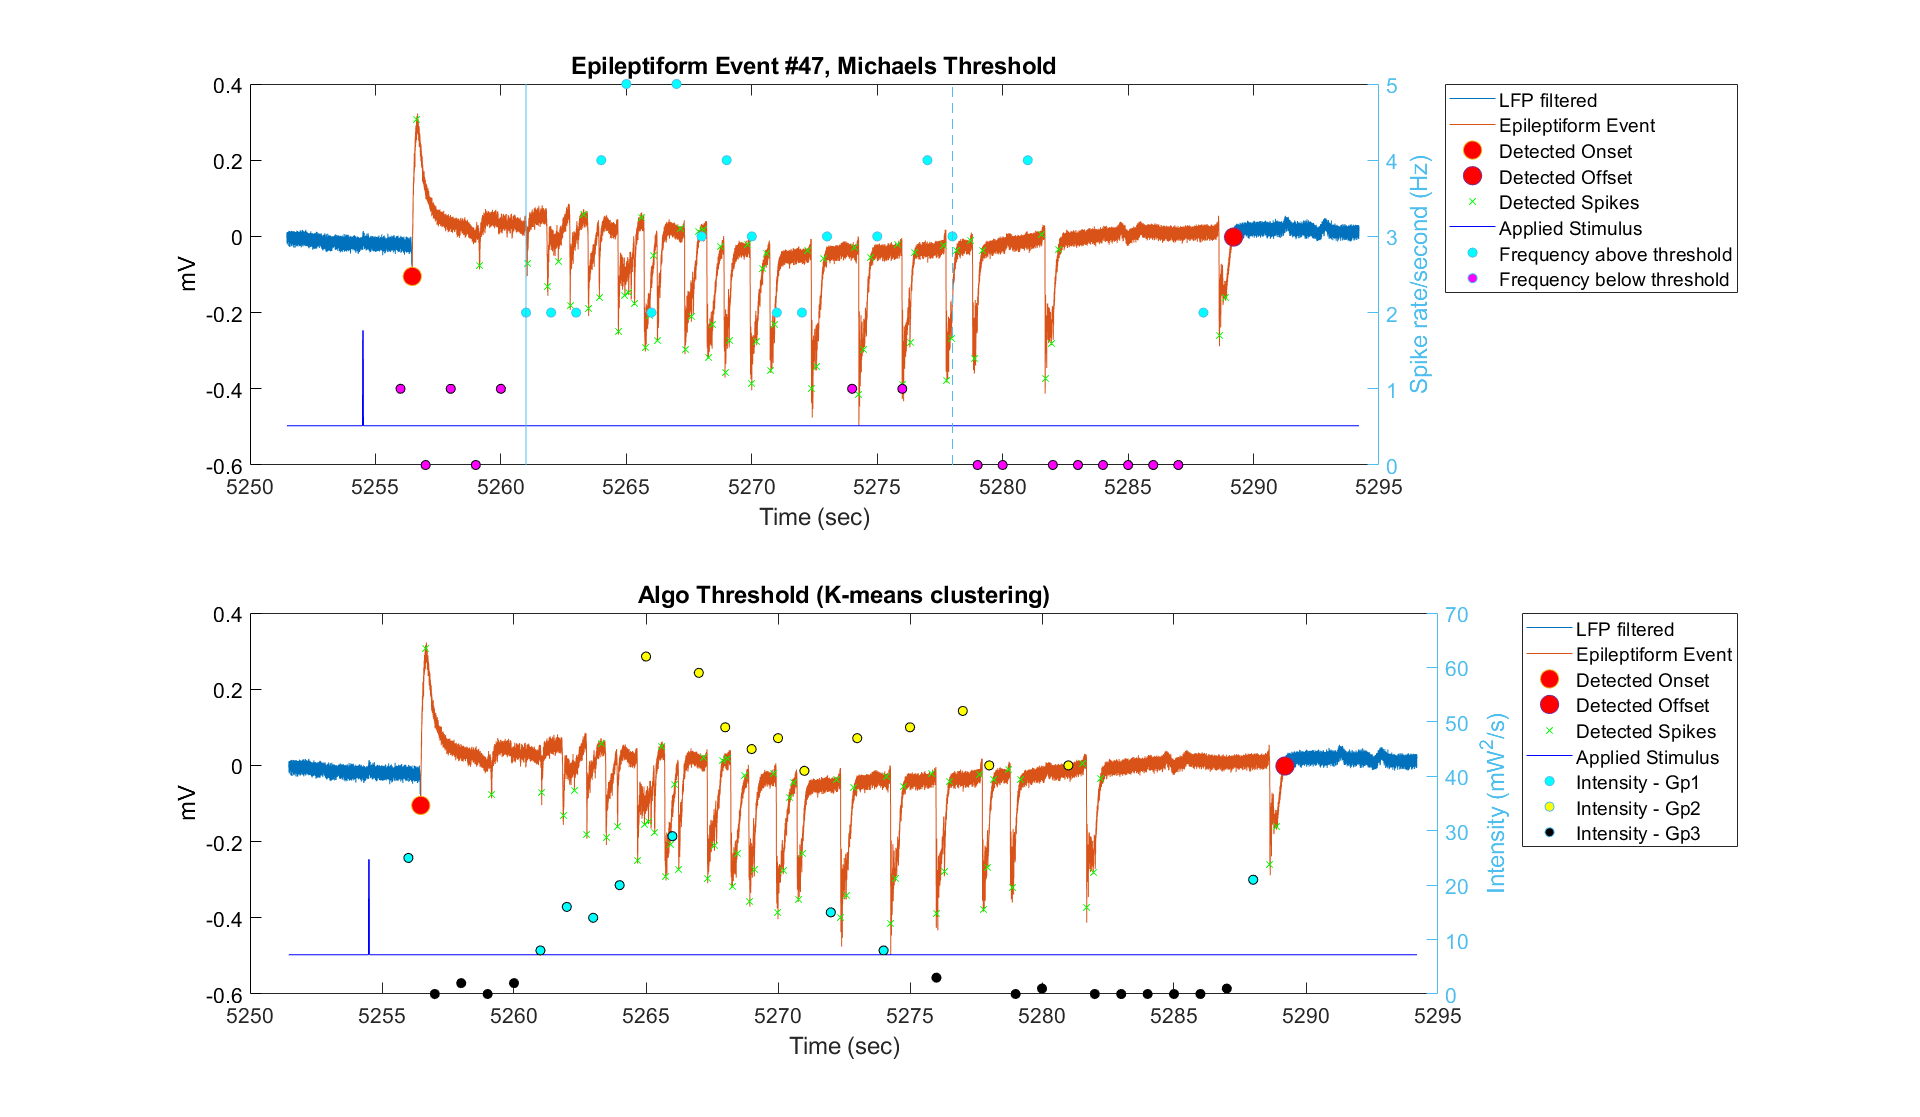 Epileptiform Event #47, Michaels Threshold
0.4
0.2
0
-0.2
-0.4
-0.6
mV
5250
5255
5260
5265
5270
5275
5280
5285
5290
5295
Time (sec)
5
4
3
2
1
0
Spike rate/second (Hz)
LFP filtered
Epileptiform Event
Detected Onset
Detected Offset
Detected Spikes
Applied Stimulus
Frequency above threshold
Frequency below threshold
Algo Threshold (K-means clustering)
0.4
0.2
0
-0.2
-0.4
-0.6
mV
5250
5255
5260
5265
5270
5275
5280
5285
5290
5295
Time (sec)
70
60
50
40
30
20
10
0
Intensity (mW²/s)
LFP filtered
Epileptiform Event
Detected Onset
Detected Offset
Detected Spikes
Applied Stimulus
Intensity - Gp1
Intensity - Gp2
Intensity - Gp3